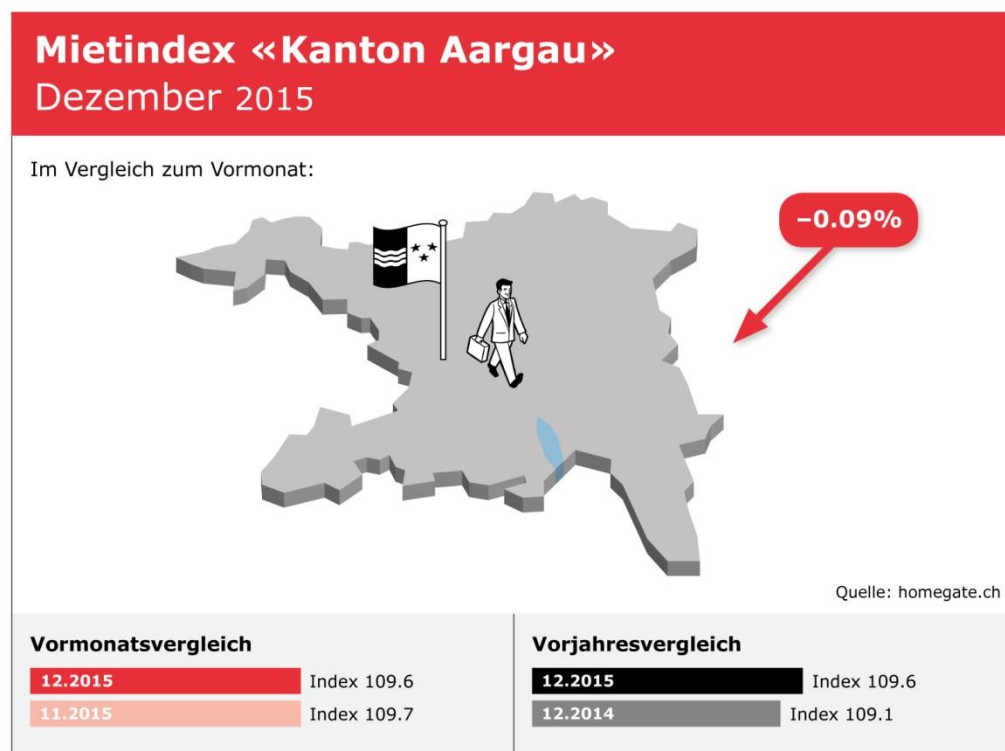 Mietindex «Kanton Aargau»
Dezember 2015
Im Vergleich zum Vormonat:
–0.09%
Quelle: homegate.ch
Vormonatsvergleich
12.2015 Index 109.6
11.2015 Index 109.7
Vorjahresvergleich
12.2015 Index 109.6
12.2014 Index 109.1